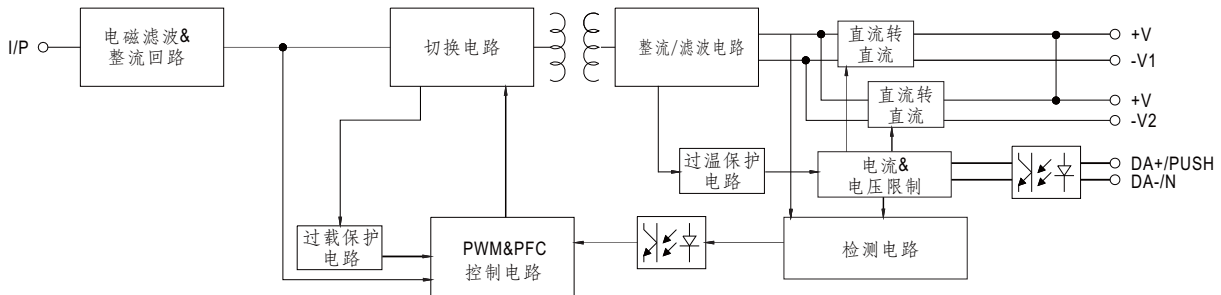 I/P
电磁滤波&
整流回路
切换电路
整流/滤波电路
直流转
直流
+V
-V1
直流转
直流
+V
-V2
过温保护
电路
电流&
电压限制
DA+/PUSH
DA-/N
过载保护
电路
PWM&PFC
控制电路
检测电路